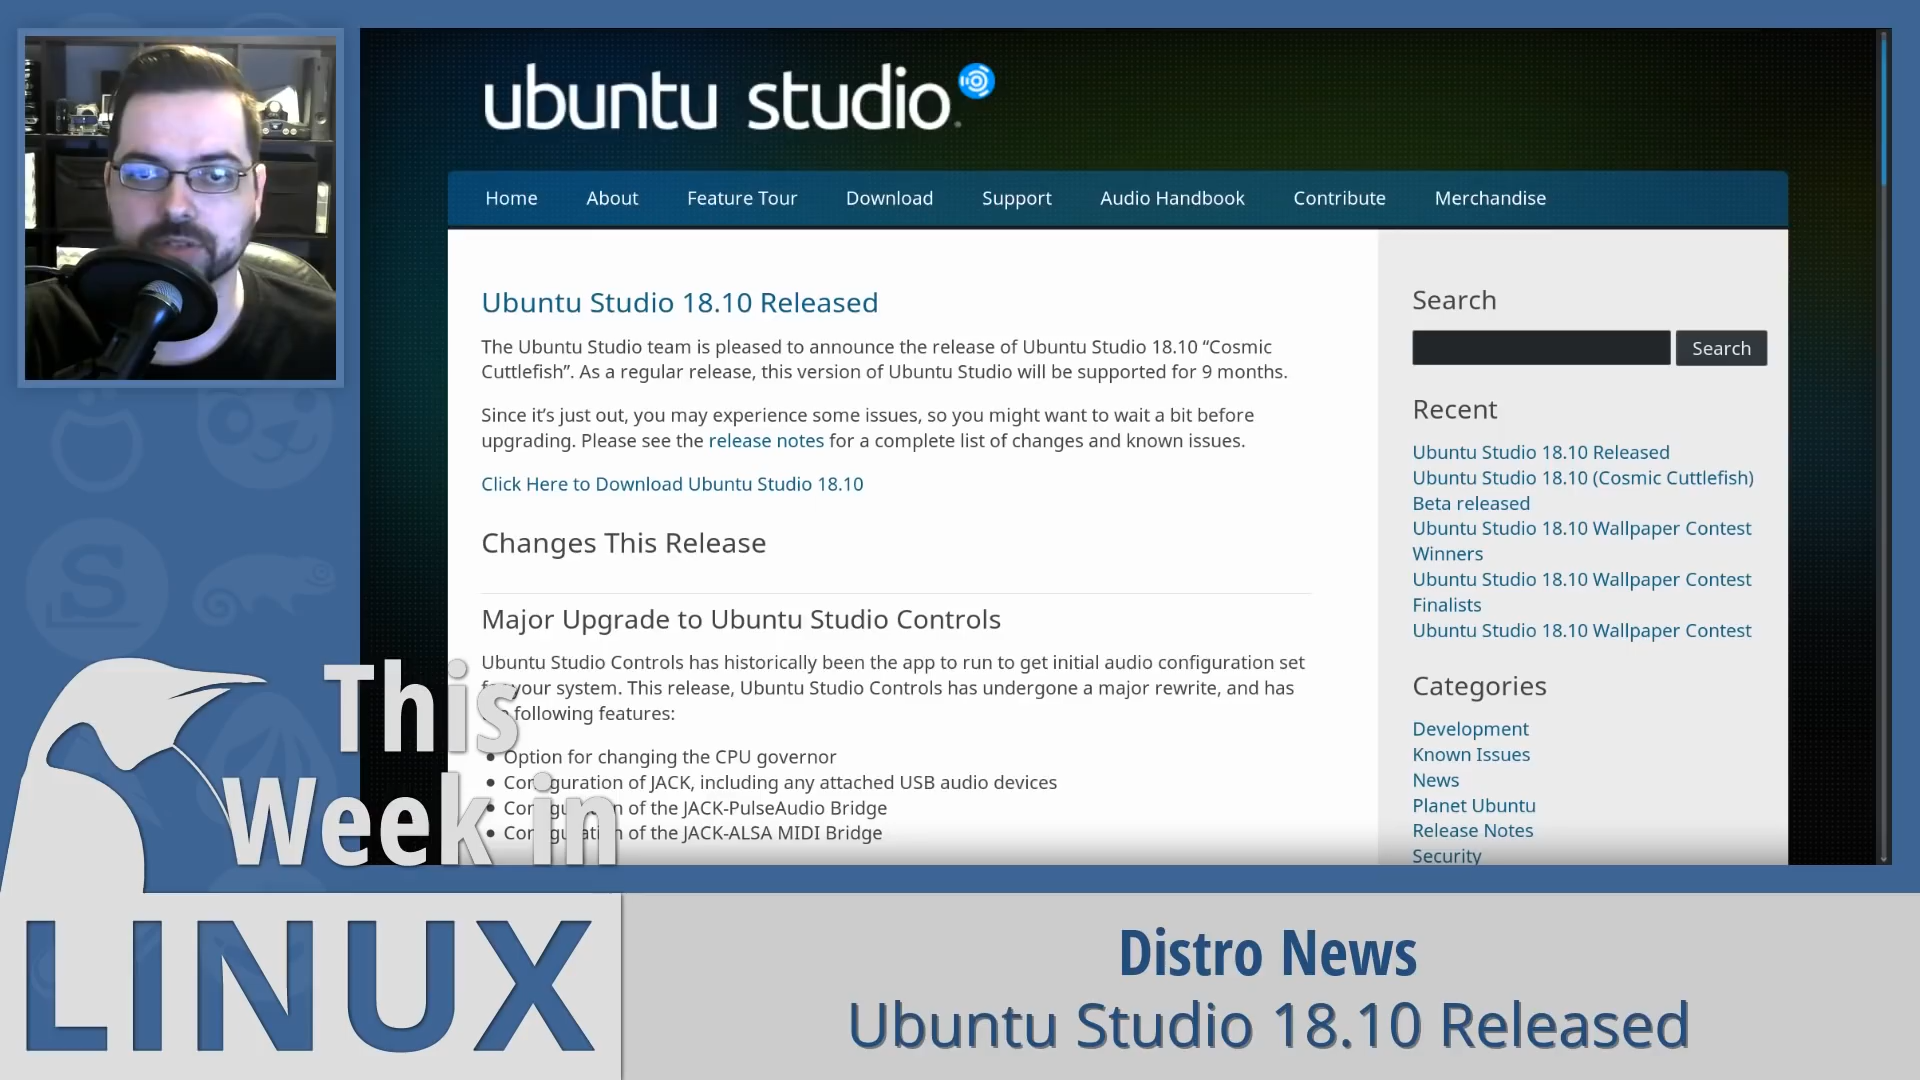 ubuntu studio
Home About Feature Tour Download Support Audio Handbook Contribute Merchandise
Ubuntu Studio 18.10 Released
The Ubuntu Studio team is pleased to announce the release of Ubuntu Studio 18.10 “Cosmic
Cuttlefish”. As a regular release, this version of Ubuntu Studio will be supported for 9 months.
Since it’s just out, you may experience some issues, so you might want to wait a bit before
upgrading. Please see the release notes for a complete list of changes and known issues.
Click Here to Download Ubuntu Studio 18.10
Changes This Release
Major Upgrade to Ubuntu Studio Controls
Ubuntu Studio Controls has historically been the app to run to get initial audio configuration set
your system. This release, Ubuntu Studio Controls has undergone a major rewrite, and has
following features:
Option for changing the CPU governor
Configuration of JACK, including any attached USB audio devices
Configuration of the JACK-PulseAudio Bridge
Configuration of the JACK-ALSA MIDI Bridge
Search
Search
Recent
Ubuntu Studio 18.10 Released
Ubuntu Studio 18.10 (Cosmic Cuttlefish)
Beta released
Ubuntu Studio 18.10 Wallpaper Contest
Winners
Ubuntu Studio 18.10 Wallpaper Contest
Finalists
Ubuntu Studio 18.10 Wallpaper Contest
Categories
Development
Known Issues
News
Planet Ubuntu
Release Notes
Security
This
Week in
LINUX
Distro News
Ubuntu Studio 18.10 Released